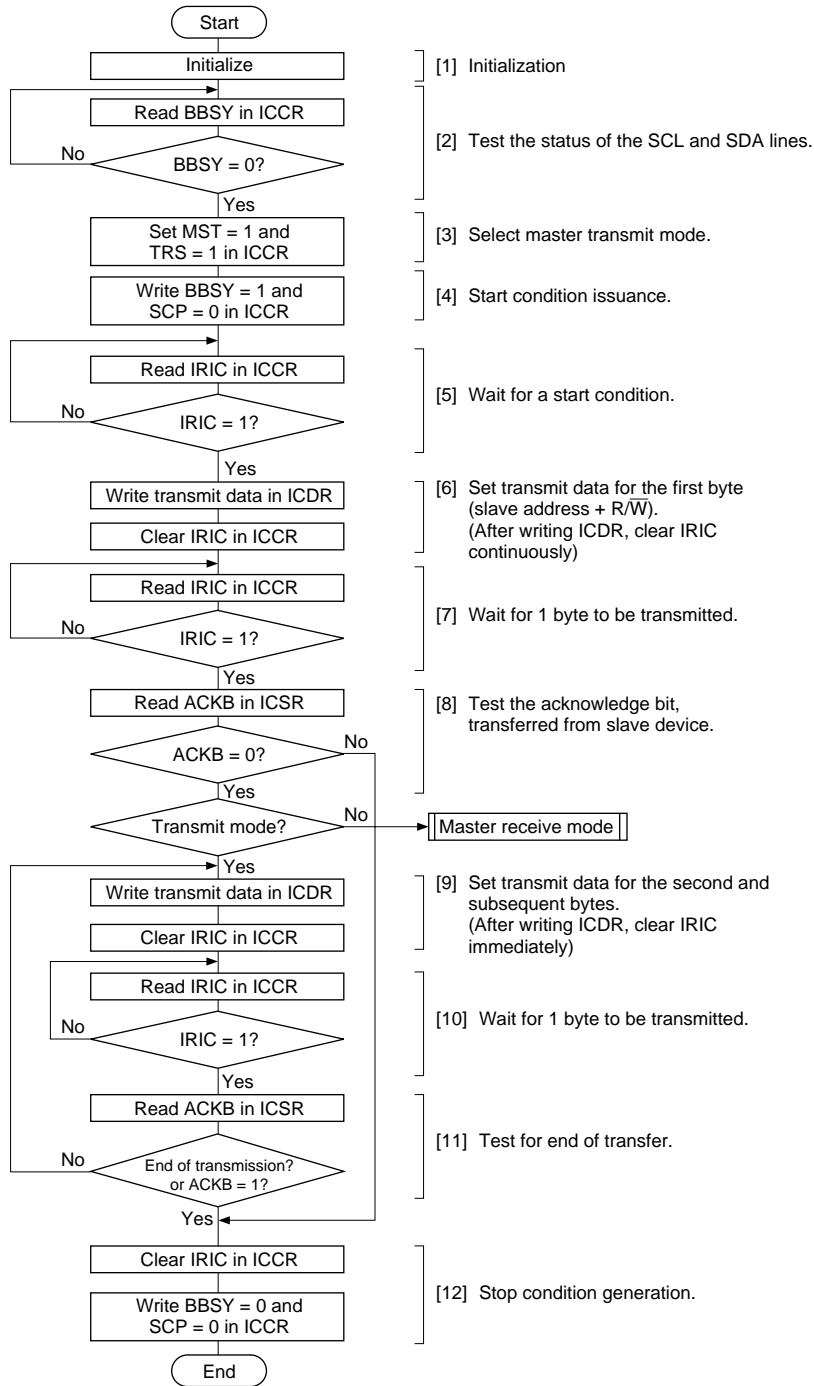 Start
Initialize
[1] Initialization
Read BBSY in ICCR
[2] Test the status of the SCL and SDA lines.
No
BBSY = 0?
Yes
Set MST = 1 and
TRS = 1 in ICCR
[3] Select master transmit mode.
Write BBSY = 1 and
SCP = 0 in ICCR
[4] Start condition issuance.
Read IRIC in ICCR
[5] Wait for a start condition.
No
IRIC = 1?
Yes
Write transmit data in ICDR
Clear IRIC in ICCR
[6] Set transmit data for the first byte
(slave address + R/W̅).
(After writing ICDR, clear IRIC
continuously)
Read IRIC in ICCR
[7] Wait for 1 byte to be transmitted.
No
IRIC = 1?
Yes
Read ACKB in ICSR
[8] Test the acknowledge bit,
transferred from slave device.
ACKB = 0?
No
Yes
Transmit mode?
No
Master receive mode
Yes
Write transmit data in ICDR
Clear IRIC in ICCR
[9] Set transmit data for the second and
subsequent bytes.
(After writing ICDR, clear IRIC
immediately)
Read IRIC in ICCR
[10] Wait for 1 byte to be transmitted.
No
IRIC = 1?
Yes
Read ACKB in ICSR
[11] Test for end of transfer.
No
End of transmission?
or ACKB = 1?
Yes
Clear IRIC in ICCR
[12] Stop condition generation.
Write BBSY = 0 and
SCP = 0 in ICCR
End